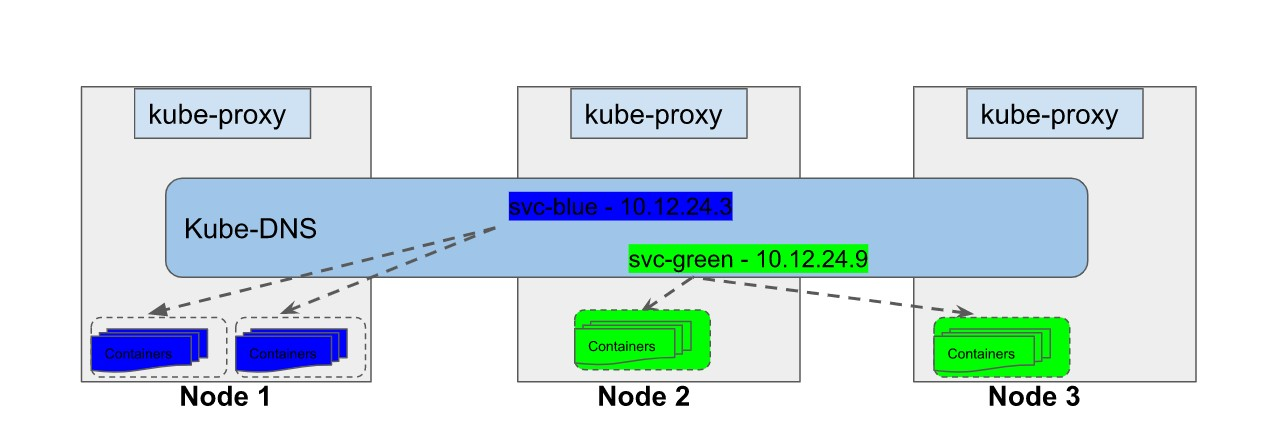 kube-proxy
kube-proxy
kube-proxy
svc-blue - 10.12.24.3
Kube-DNS
svc-green - 10.12.24.9
Containers
Containers
Containers
Containers
Node 1
Node 2
Node 3